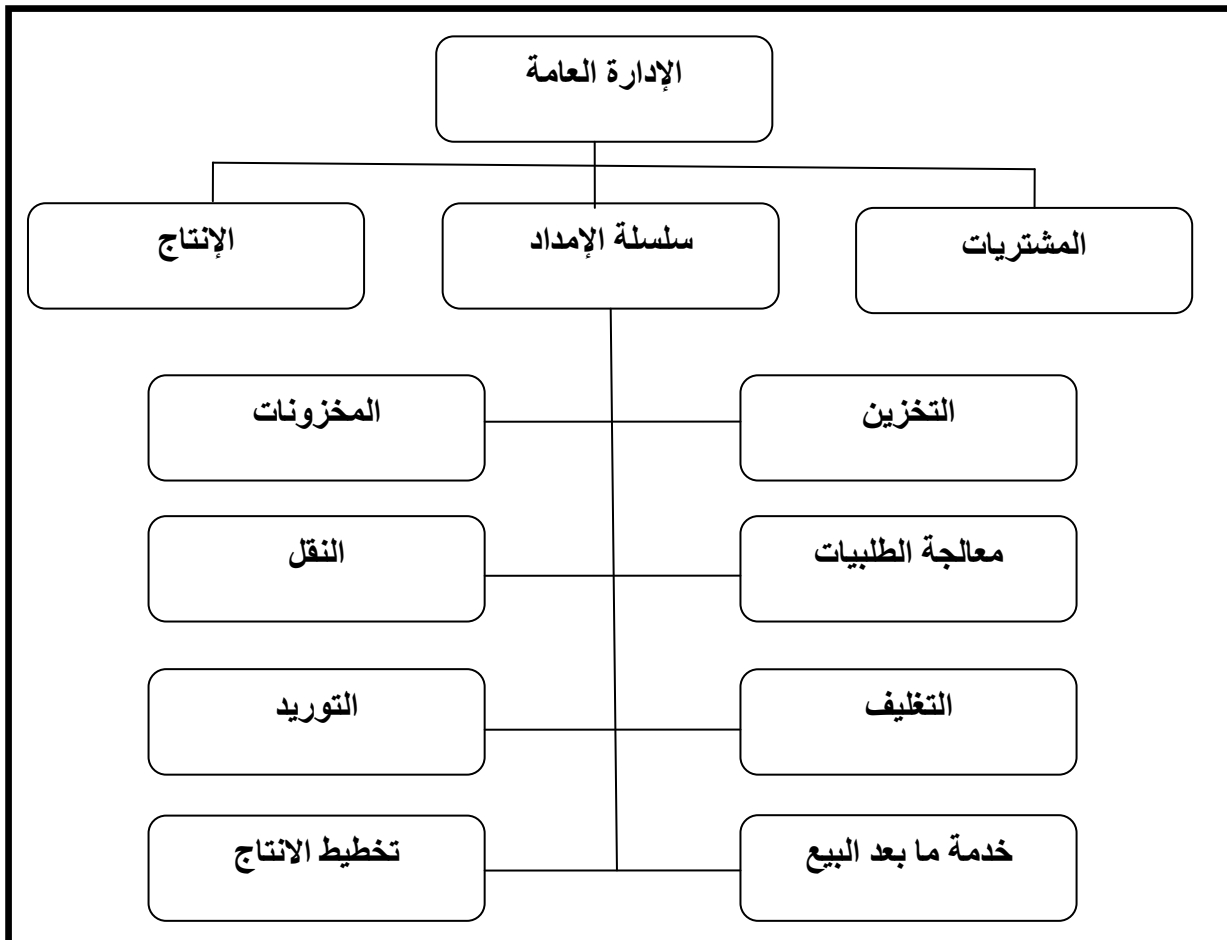 الإدارة العامة
المشتريات
سلسلة الإمداد
الإنتاج
التخزين
المخزونات
معالجة الطلبيات
النقل
التغليف
التوريد
خدمة ما بعد البيع
تخطيط الانتاج